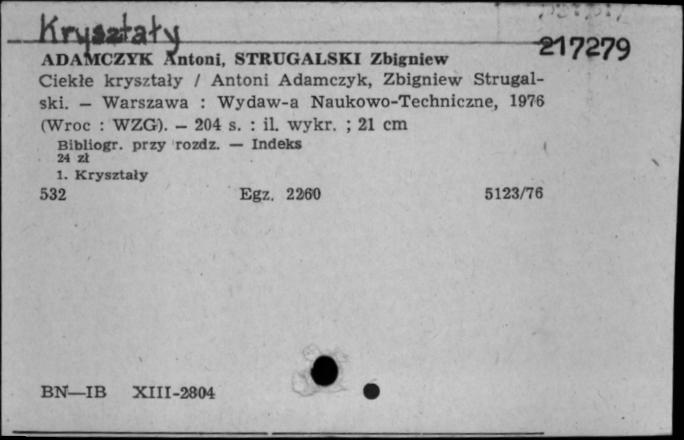 Kryształy
217279
ADAMCZYK Antoni, STRUGALSKI Zbigniew
Ciekłe kryształy / Antoni Adamczyk, Zbigniew Strugal-
ski. — Warszawa : Wydaw-a Naukowo-Techniczne, 1976
(Wroc : WZG). — 204 s. : il. wykr. ; 21 cm
Bibliogr. przy rozdz. — Indeks
24 zł
1. Kryształy
532 Egz. 2260 5123/76
BN—IB XIII-2804